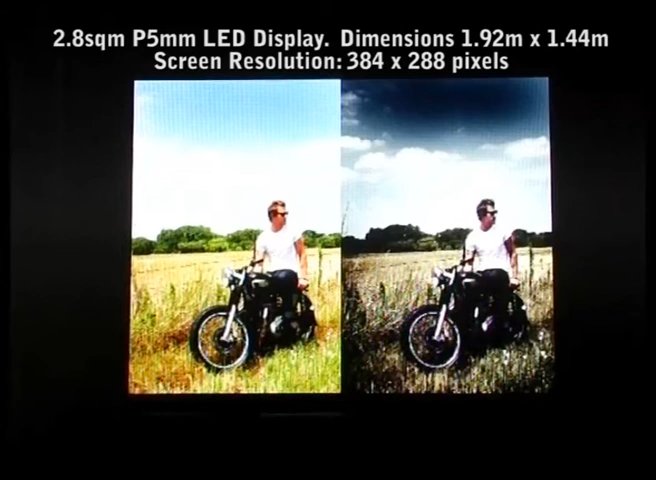 2.8sqm P5mm LED Display. Dimensions 1.92m x 1.44m
Screen Resolution: 384 x 288 pixels